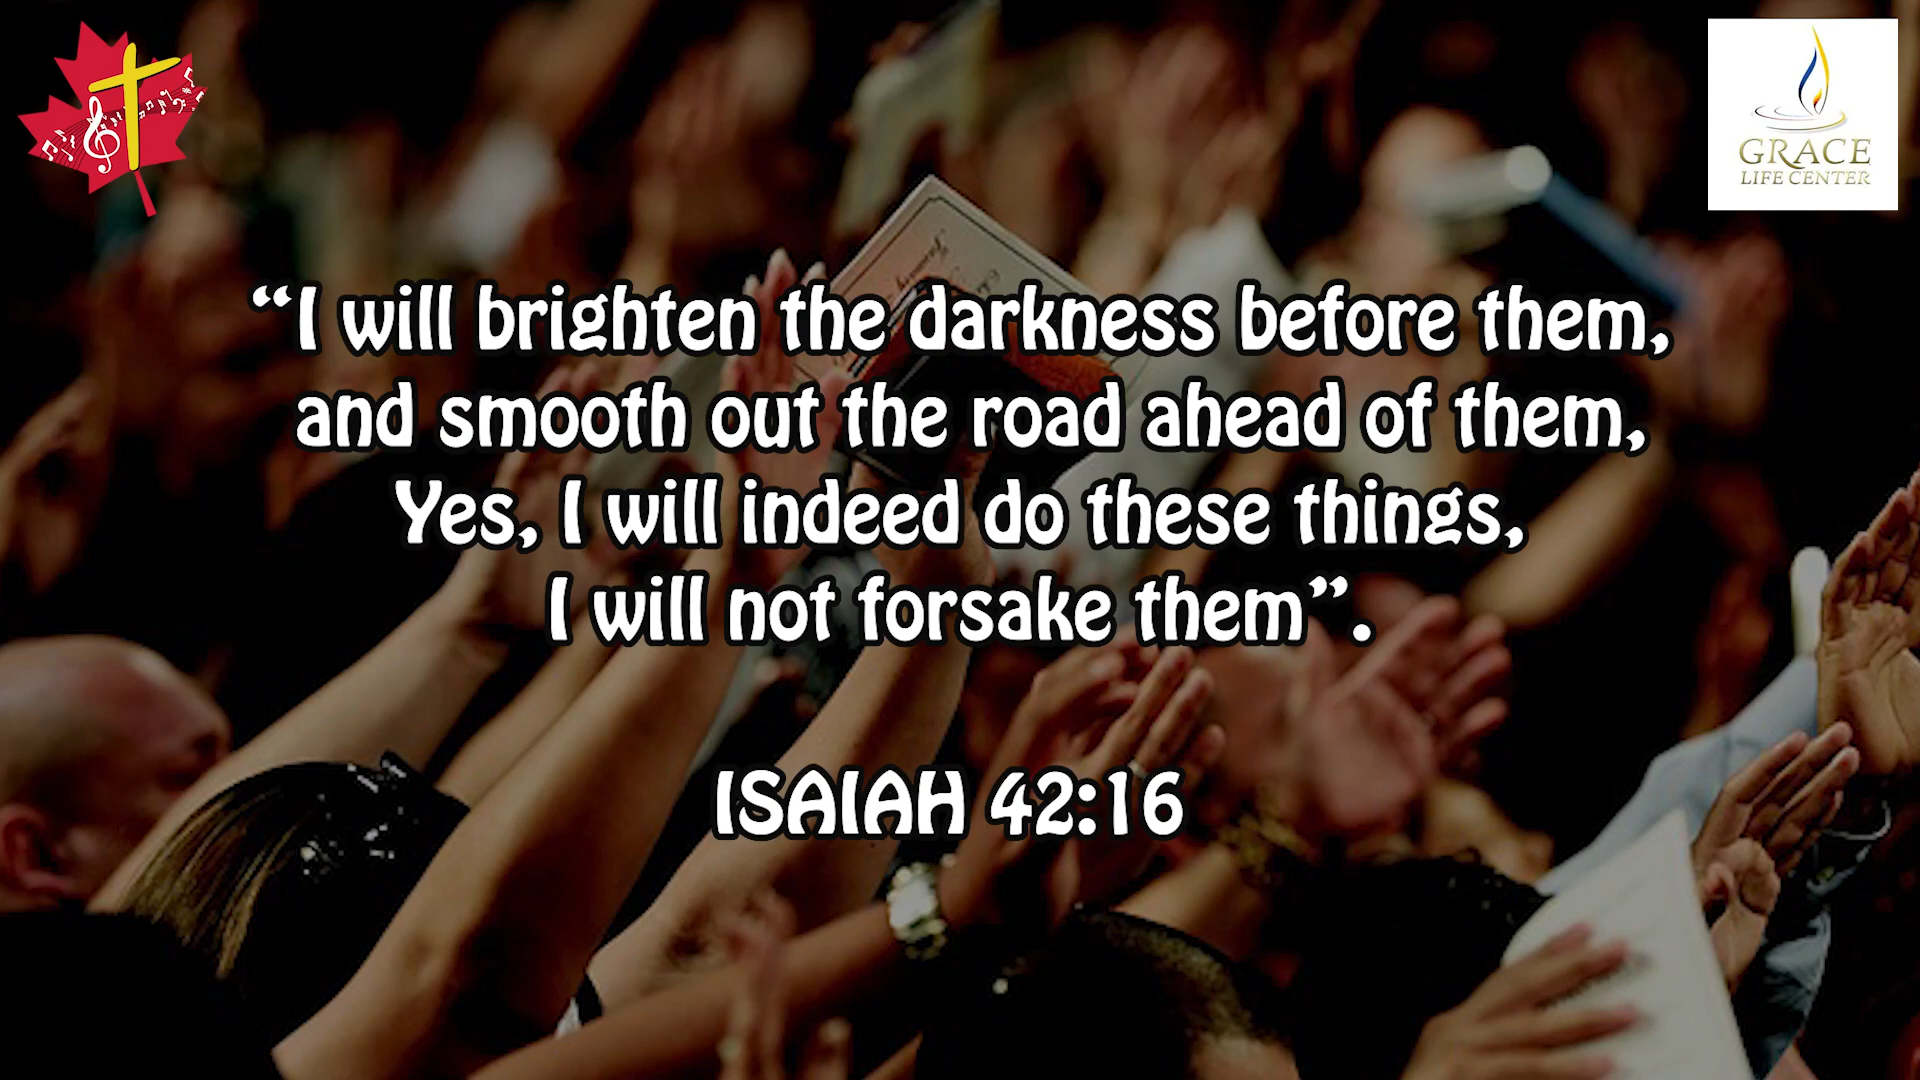 GRACE
LIFE CENTER
“I will brighten the darkness before them,
and smooth out the road ahead of them,
Yes, I will indeed do these things,
I will not forsake them”.
ISAIAH 42:16